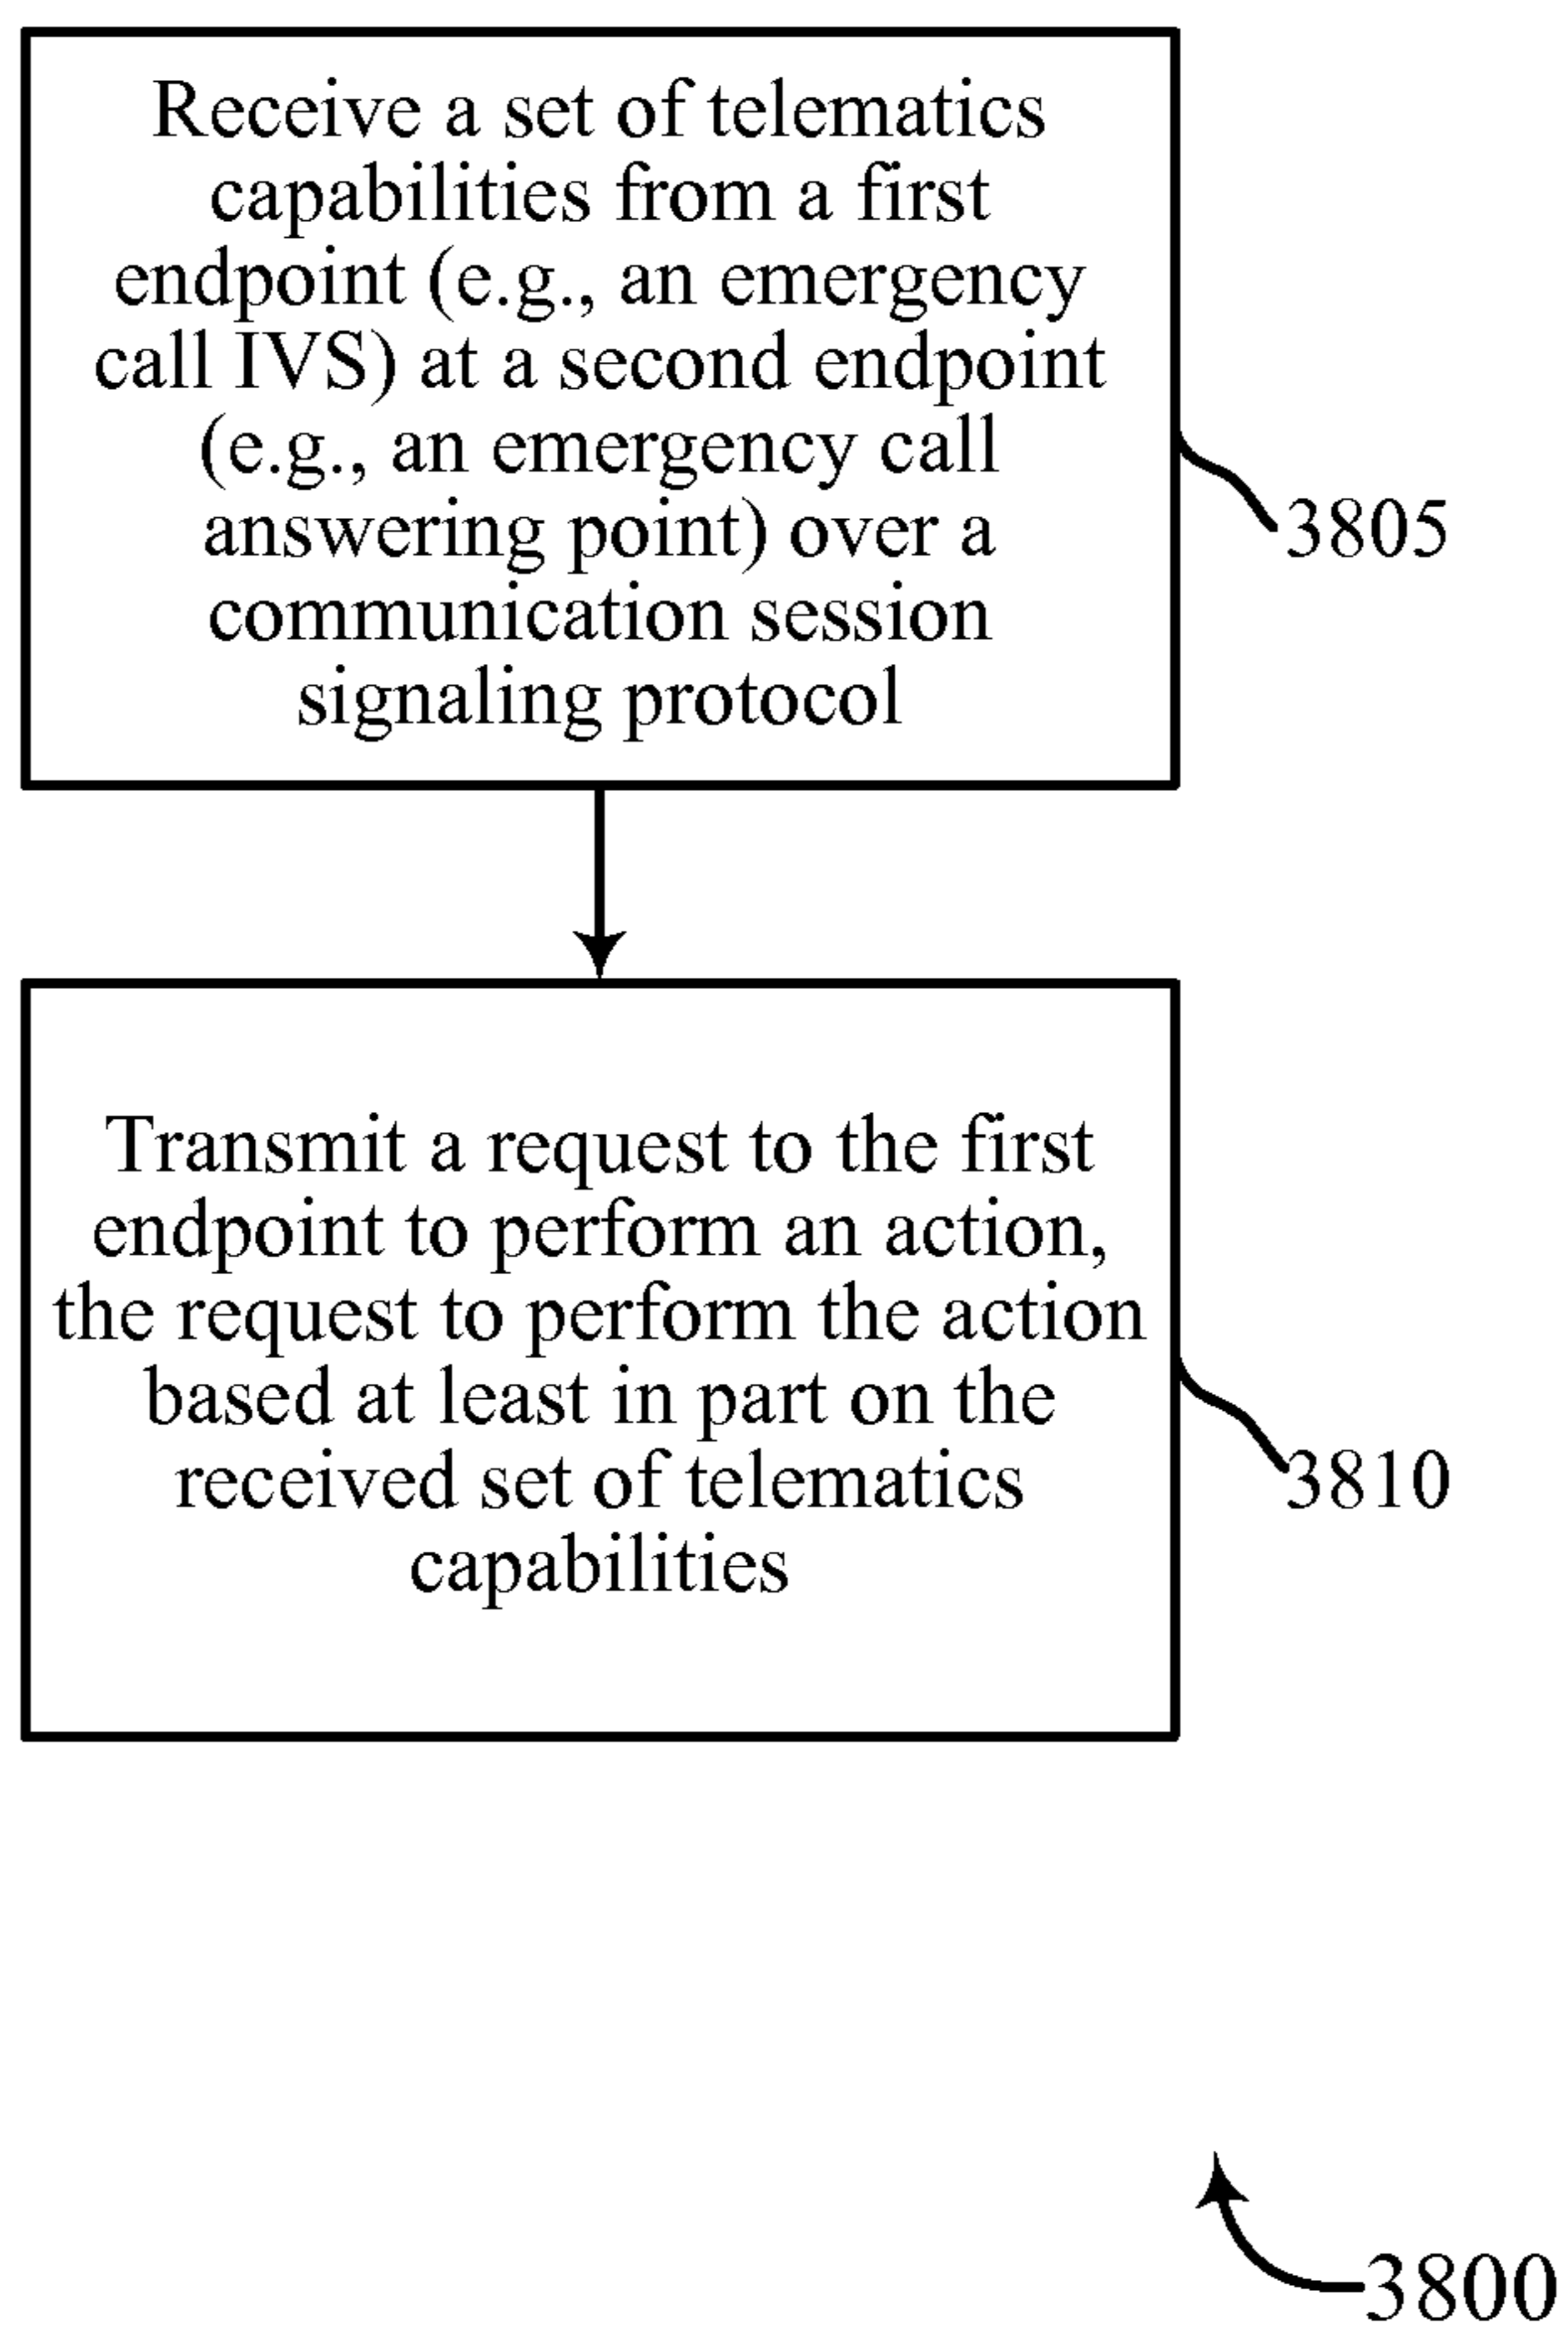 Receive a set of telematics
capabilities from a first
endpoint (e.g., an emergency
call IVS) at a second endpoint
(e.g., an emergency call
answering point) over a
communication session
signaling protocol
3805
Transmit a request to the first
endpoint to perform an action,
the request to perform the action
based at least in part on the
received set of telematics
capabilities
3810
3800